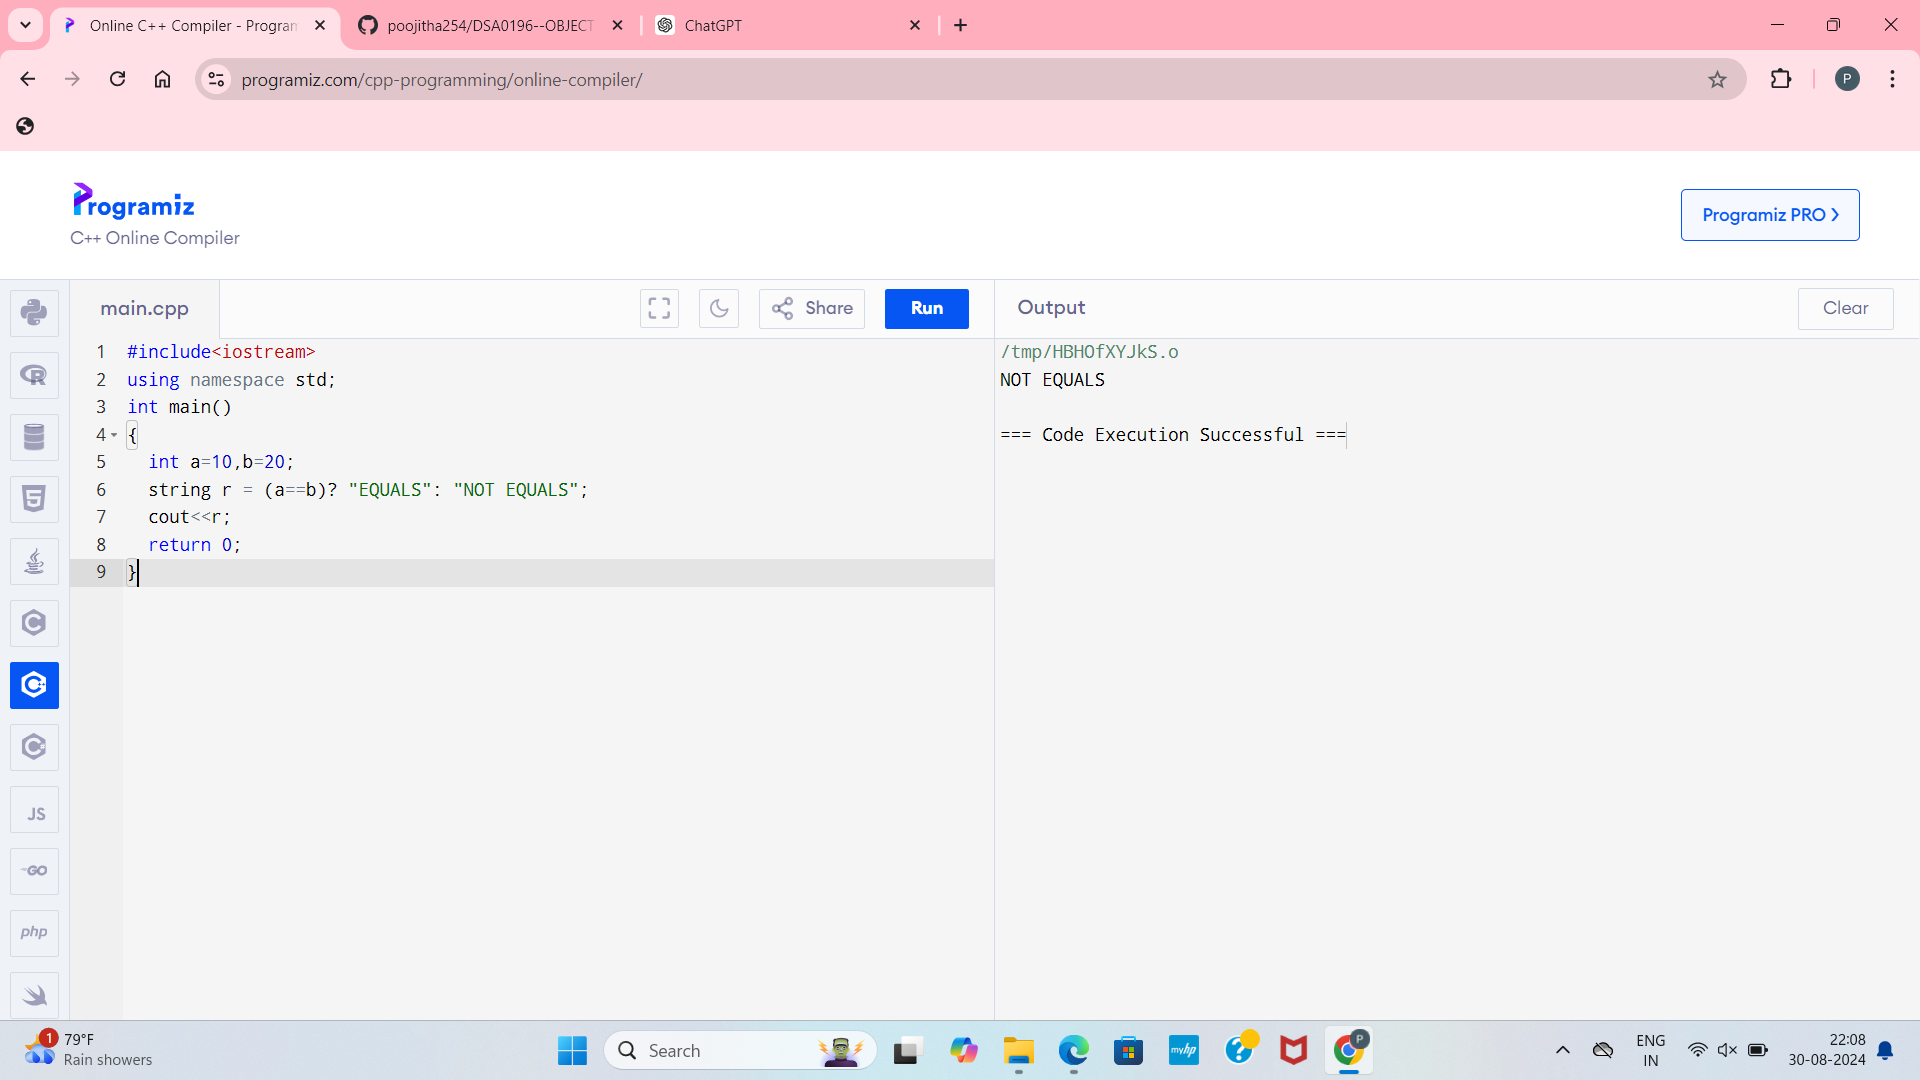 Online C++ Compiler - Program
poojitha254/DSA0196--OBJECT
ChatGPT
programiz.com/cpp-programming/online-compiler/
P
Programiz
C++ Online Compiler
Programiz PRO
main.cpp
Share
Run
Output
Clear
1 #include<iostream>
2 using namespace std;
3 int main()
4 {
5 int a=10,b=20;
6 string r = (a==b)? "EQUALS": "NOT EQUALS";
7 cout<<r;
8 return 0;
9 }
/tmp/HBHOfXYJkS.o
NOT EQUALS
=== Code Execution Successful ===
R
5
C
C++
C#
JS
GO
php
1
79°F
Rain showers
Search
myhp
?
P
ENG
IN
22:08
30-08-2024